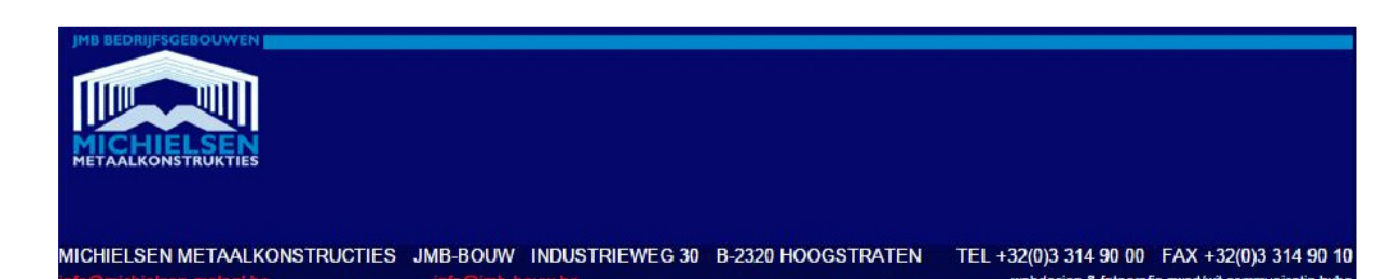 JMB BEDRIJFSGEBOUWEN
MICHIELSEN
METAALKONSTRUKTIES
MICHIELSEN METAALKONSTRUCTIES JMB-BOUW INDUSTRIEWEG 30 B-2320 HOOGSTRATEN TEL +32(0)3 314 90 00 FAX +32(0)3 314 90 10